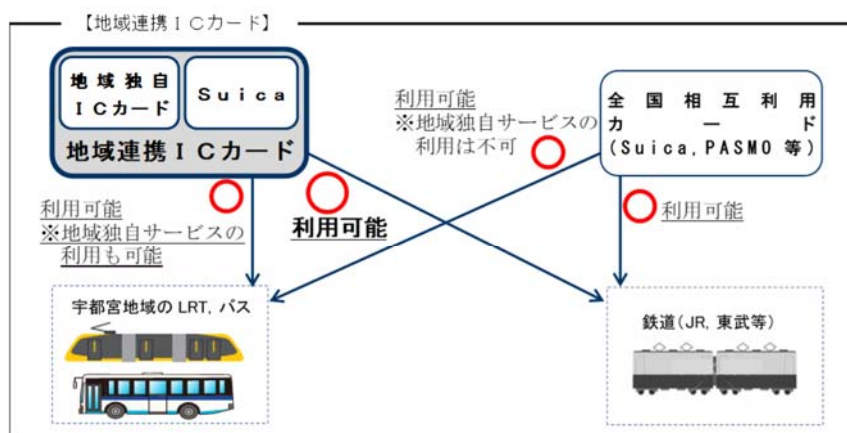 【地域連携ＩＣカード】
地域独自
ＩＣカード
Ｓｕｉｃａ
地域連携ＩＣカード
利用可能
※地域独自サービスの
利用は不可
全国相互利用
カード
(Suica,PASMO 等)
利用可能
※地域独自サービスの
利用も可能
利用可能
利用可能
宇都宮地域の LRT, バス
鉄道(JR, 東武等)